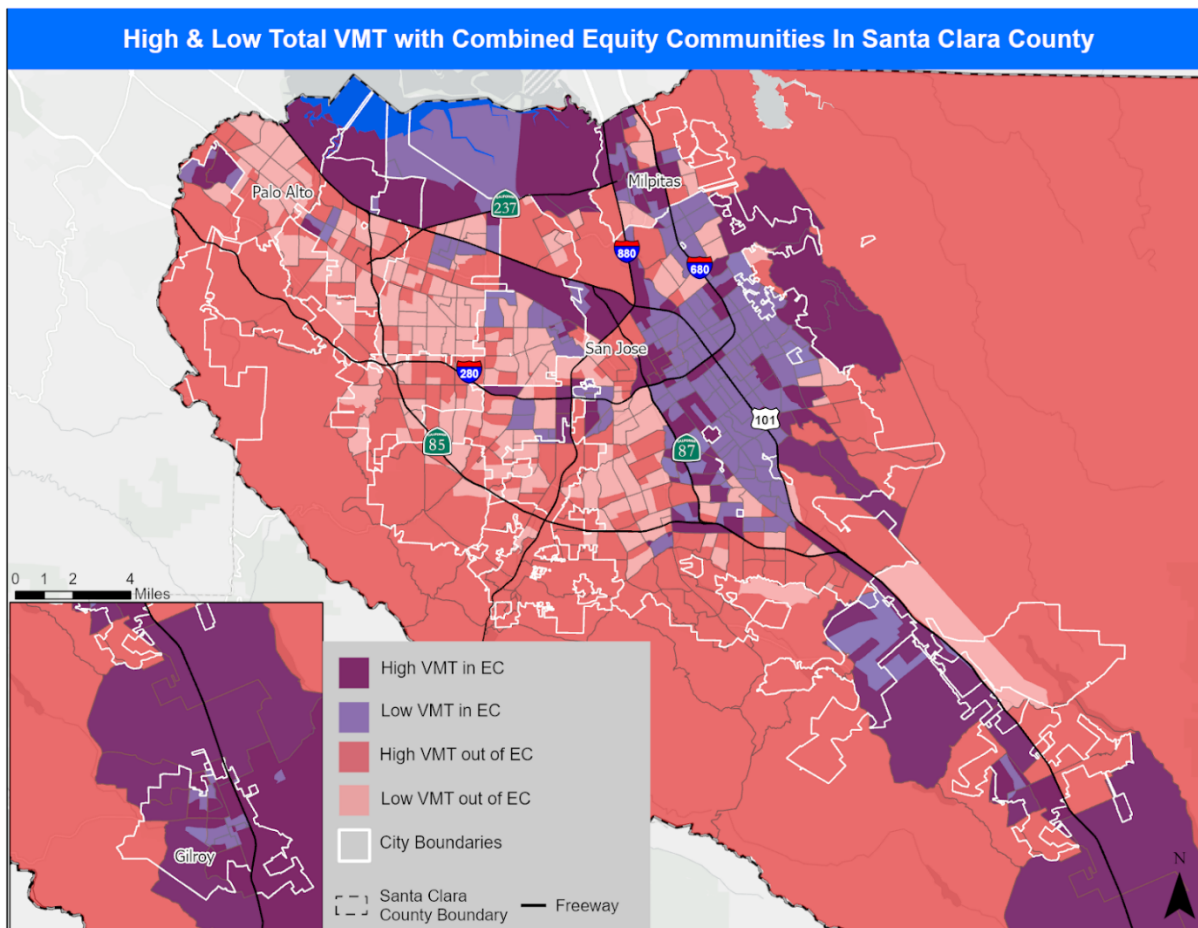 High & Low Total VMT with Combined Equity Communities In Santa Clara County
Palo Alto
Milpitas
237
880
680
San Jose
280
101
85
87
0 1 2 4
Miles
Gilroy
High VMT in EC
Low VMT in EC
High VMT out of EC
Low VMT out of EC
City Boundaries
Santa Clara
County Boundary
Freeway
N